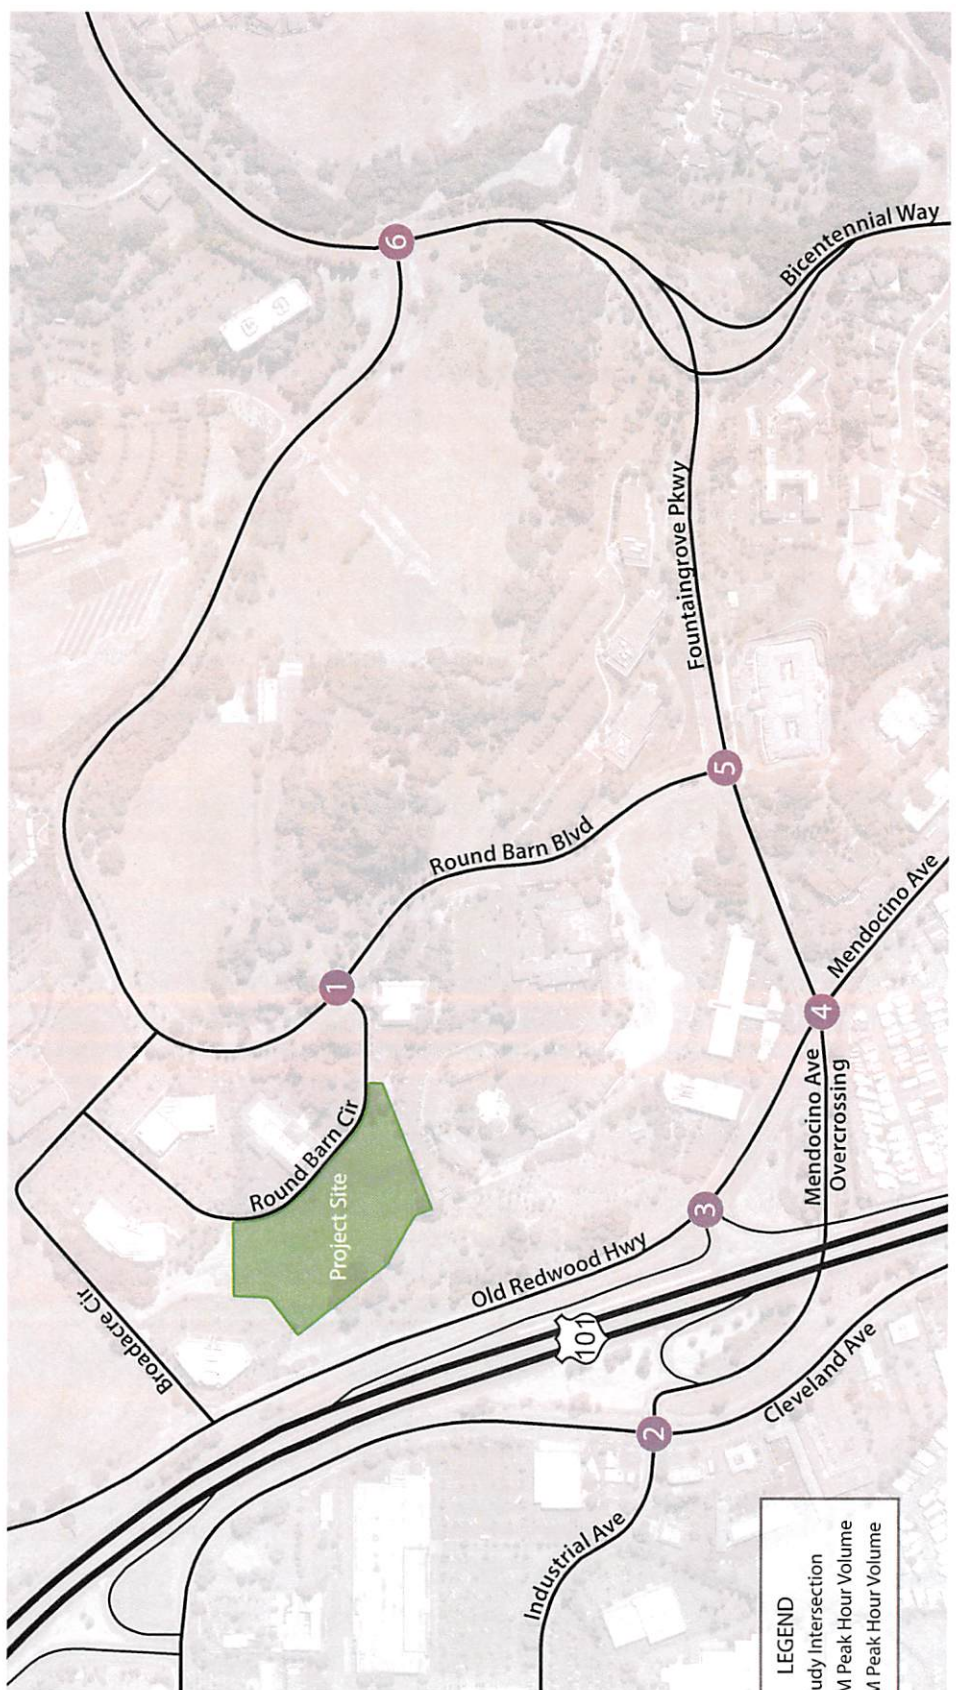 6
Bicentennial Way
Fountaingrove Pkwy
5
Round Barn Blvd
1
Mendocino Ave
4
Mendocino Ave
Overcrossing
Round Barn Cir
Project Site
3
Old Redwood Hwy
Broadacre Cir
101
Cleveland Ave
2
Industrial Ave
LEGEND
udy Intersection
M Peak Hour Volume
M Peak Hour Volume